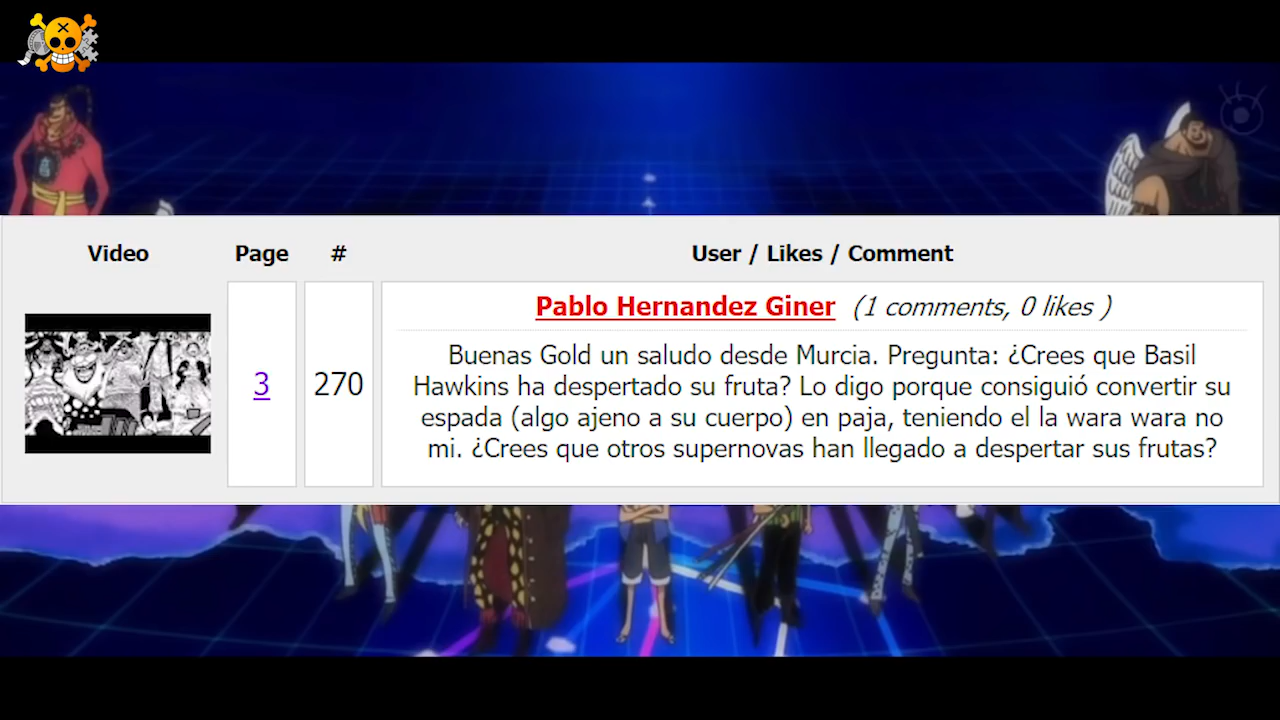 Video Page # User / Likes / Comment
Pablo Hernandez Giner (1 comments, 0 likes )
3 270
Buenas Gold un saludo desde Murcia. Pregunta: ¿Crees que Basil
Hawkins ha despertado su fruta? Lo digo porque consiguió convertir su
espada (algo ajeno a su cuerpo) en paja, teniendo el la wara wara no
mi. ¿Crees que otros supernovas han llegado a despertar sus frutas?